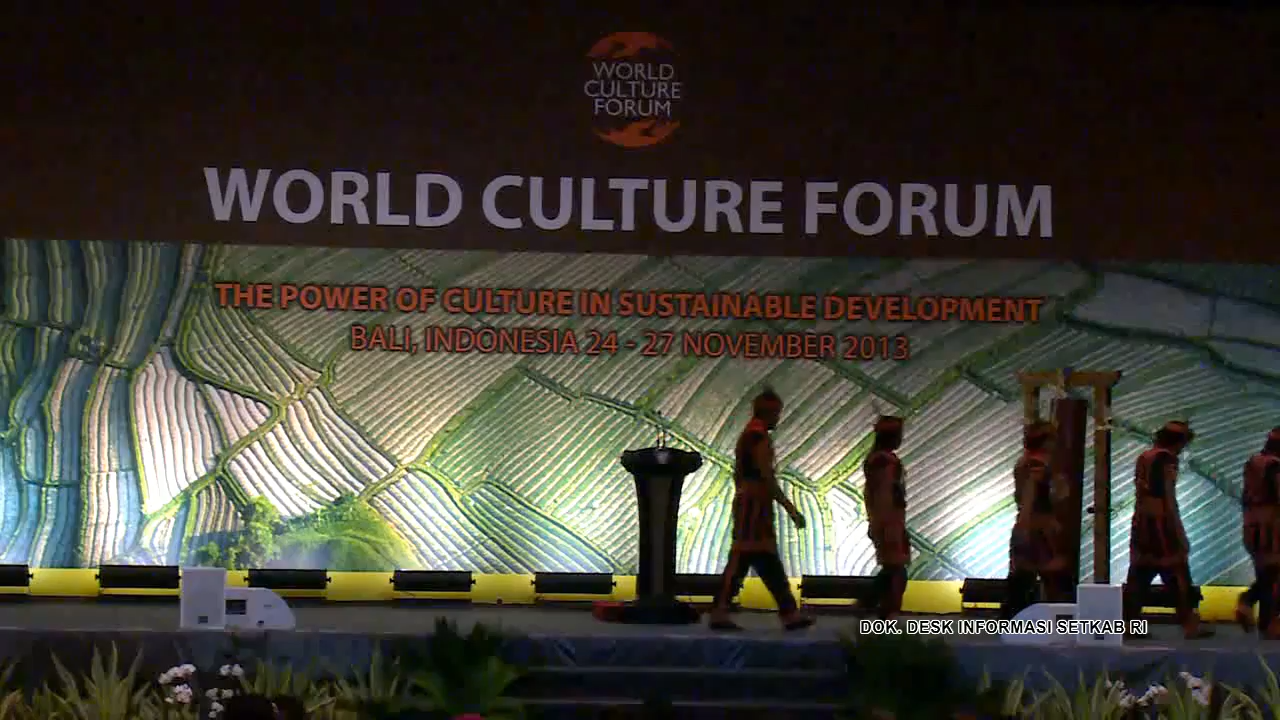 WORLD
CULTURE
FORUM
WORLD CULTURE FORUM
THE POWER OF CULTURE IN SUSTAINABLE DEVELOPMENT
BALI, INDONESIA 24 - 27 NOVEMBER 2013
DOK. DESK INFORMASI SETKAB RI